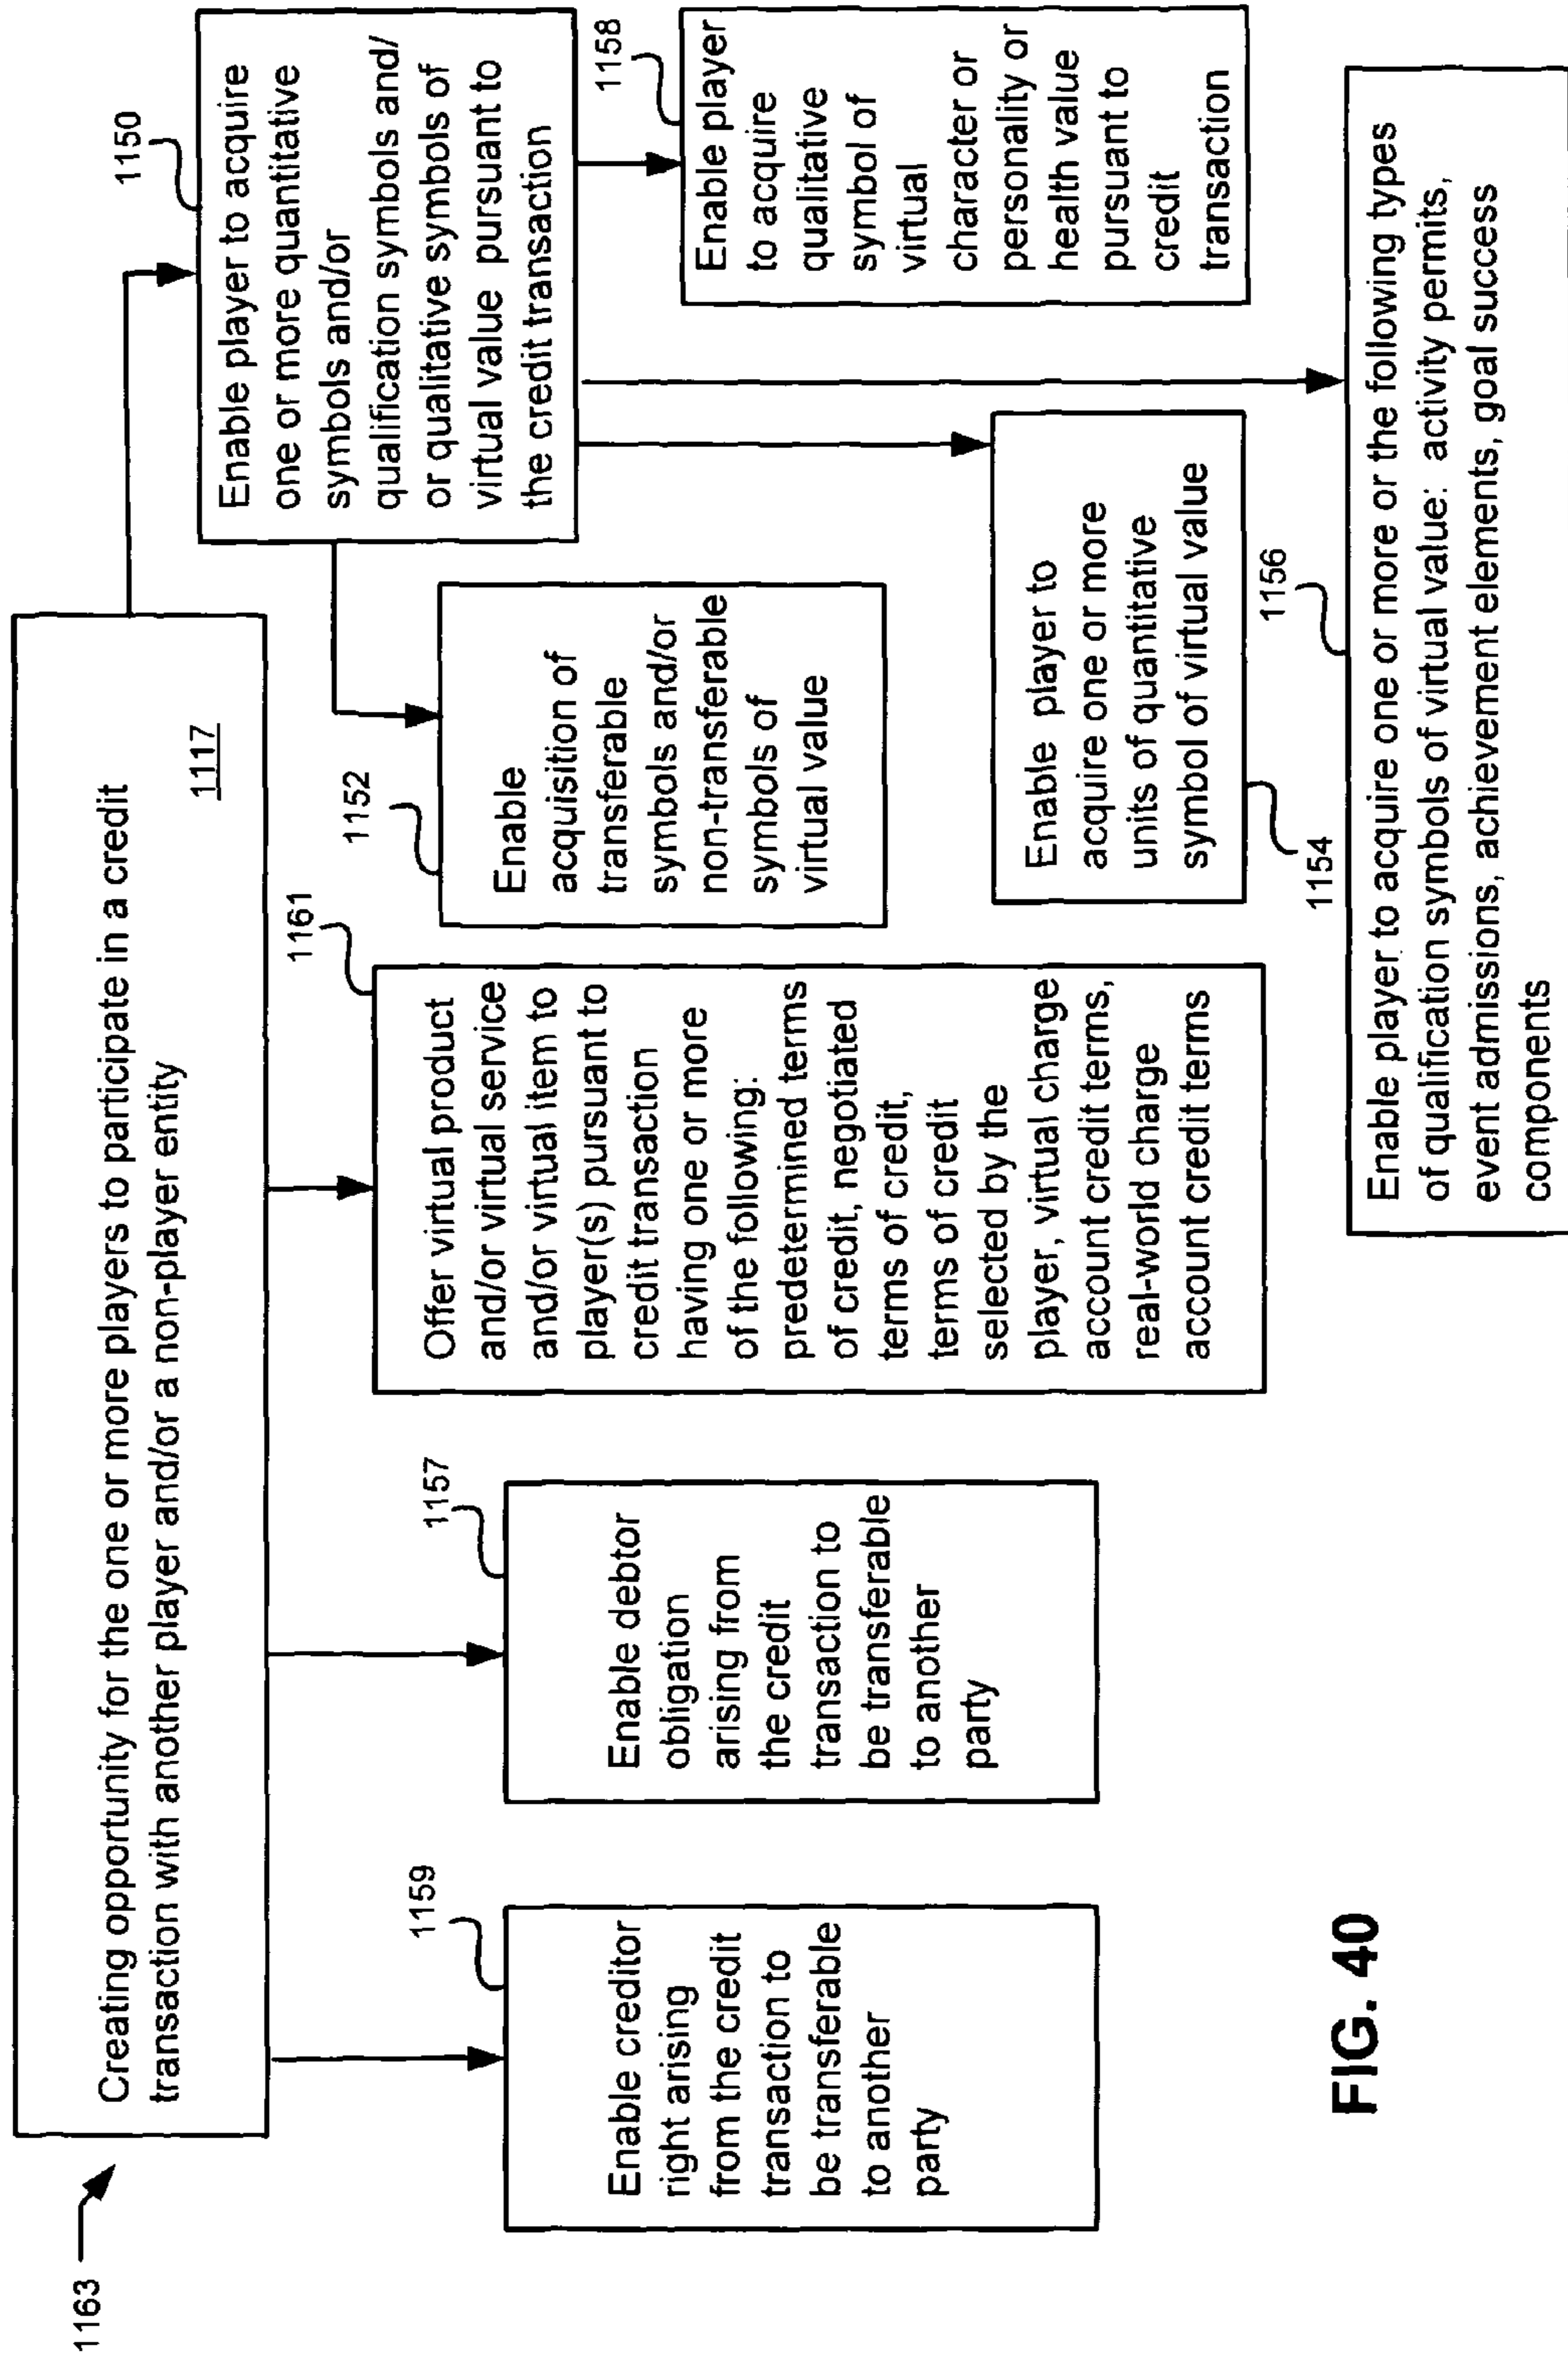 1163
Creating opportunity for the one or more players to participate in a credit
transaction with another player and/or a non-player entity
1117
1159
Enable creditor
right arising
from the credit
transaction to
be transferable
to another
party
1157
Enable debtor
obligation
arising from
the credit
transaction to
be transferable
to another
party
1161
Offer virtual product
and/or virtual service
and/or virtual item to
player(s) pursuant to
credit transaction
having one or more
of the following:
predetermined terms
of credit, negotiated
terms of credit,
terms of credit
selected by the
player, virtual charge
account credit terms,
real-world charge
account credit terms
1150
Enable player to acquire
one or more quantitative
symbols and/or
qualification symbols and/
or qualitative symbols of
virtual value pursuant to
the credit transaction
1152
Enable
acquisition of
transferable
symbols and/or
non-transferable
symbols of
virtual value
1158
Enable player
to acquire
qualitative
symbol of
virtual
character or
personality or
health value
pursuant to
credit
transaction
Enable player to
acquire one or more
units of quantitative
symbol of virtual value
1154
1156
Enable player to acquire one or more or the following types
of qualification symbols of virtual value: activity permits,
event admissions, achievement elements, goal success
components
FIG. 40